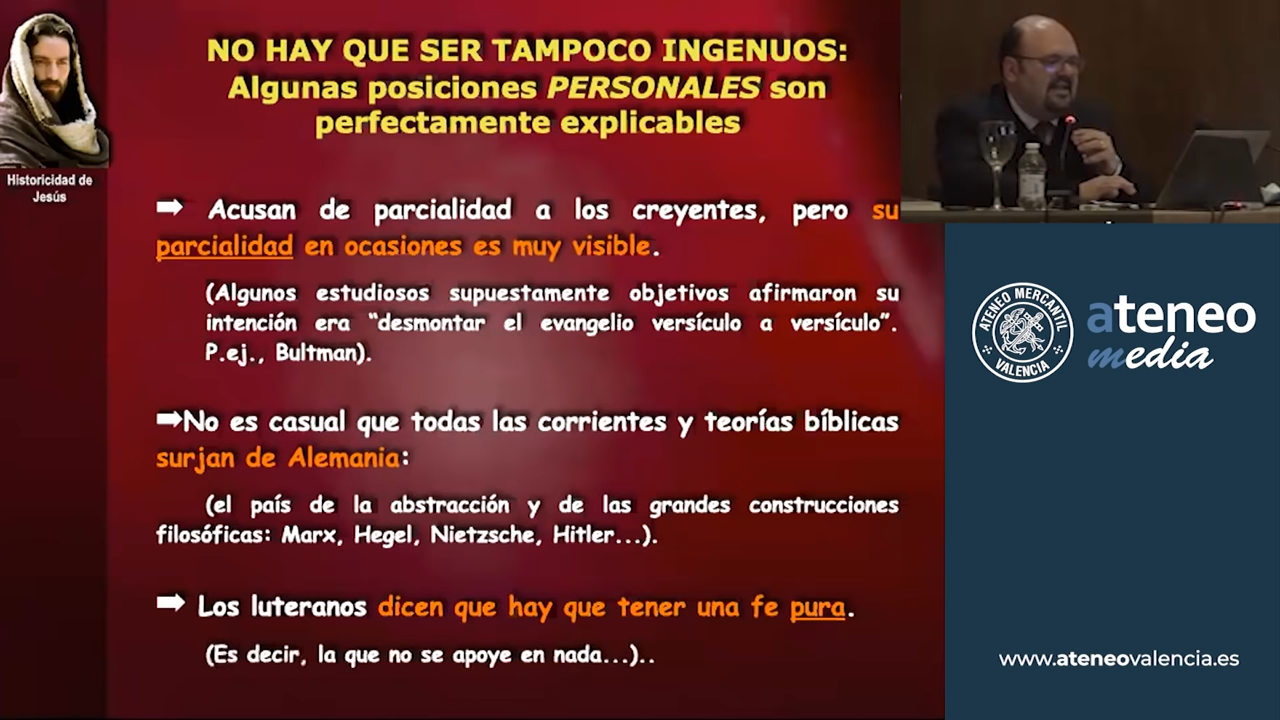 NO HAY QUE SER TAMPOCO INGENUOS:
Algunas posiciones PERSONALES son
perfectamente explicables
Historicidad de
Jesús
➡ Acusan de parcialidad a los creyentes, pero su
parcialidad en ocasiones es muy visible.
(Algunos estudiosos supuestamente objetivos afirmaron su
intención era “desmontar el evangelio versículo a versículo”.
P.ej., Bultman).
➡No es casual que todas las corrientes y teorías bíblicas
surjan de Alemania:
(el país de la abstracción y de las grandes construcciones
filosóficas: Marx, Hegel, Nietzsche, Hitler...).
➡ Los luteranos dicen que hay que tener una fe pura.
(Es decir, la que no se apoye en nada...)..
ATENEO MERCANTIL
VALENCIA
ateneo
media
www.ateneovalencia.es